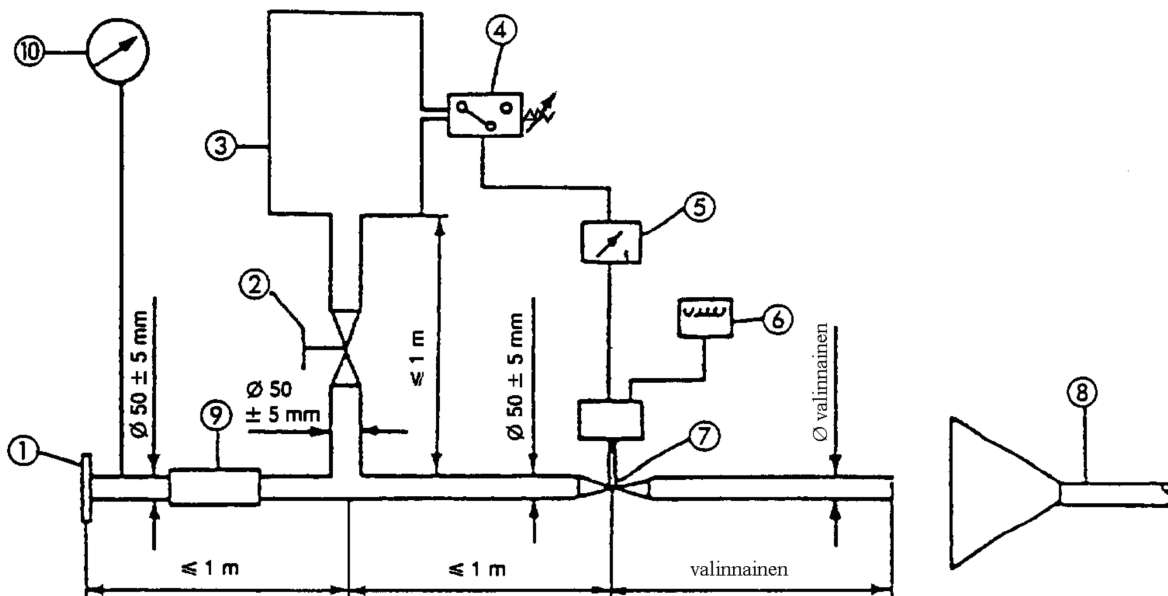 10
4
3
5
2
6
Ø 50 ± 5 mm
≤ 1 m
Ø 50 ± 5 mm
Ø valinnainen
Ø 50
± 5 mm
9
7
8
1
≤ 1 m
≤ 1 m
valinnainen